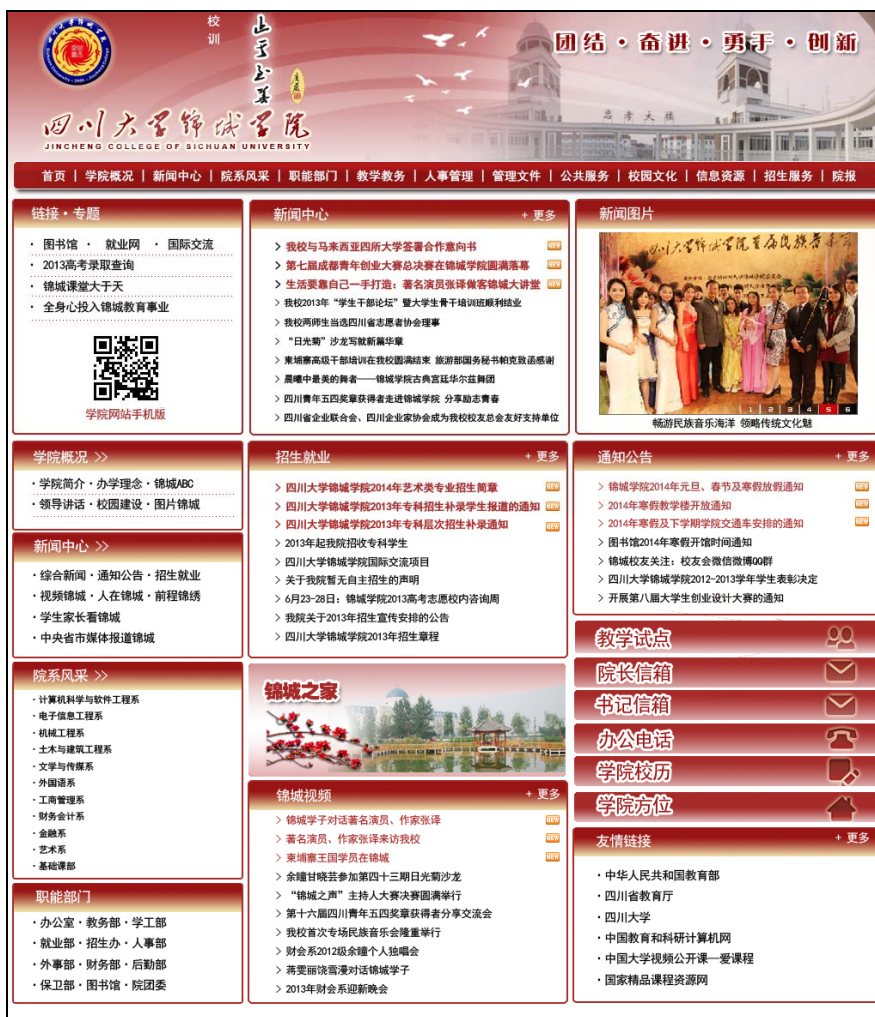 校训
止于至善
团结·奋进·勇于·创新
忠孝大楼
四川大学锦城学院
JINCHENG COLLEGE OF SICHUAN UNIVERSITY
首页 | 学院概况 | 新闻中心 | 院系风采 | 职能部门 | 教学教务 | 人事管理 | 管理文件 | 公共服务 | 校园文化 | 信息资源 | 招生服务 | 院报
链接·专题
· 图书馆 · 就业网 · 国际交流
· 2013高考录取查询
· 锦城课堂大于天
· 全身心投入锦城教育事业
学院网站手机版
新闻中心 + 更多
> 我校与马来西亚四所大学签署合作意向书 NEW
> 第七届成都青年创业大赛总决赛在锦城学院圆满落幕 NEW
> 生活要靠自己一手打造：著名演员张译做客锦城大讲堂 NEW
> 我校2013年“学生干部论坛”暨大学生骨干培训班顺利结业
> 我校两师生当选四川省志愿者协会理事
> “日光菊”沙龙写就新篇华章
> 柬埔寨高级干部培训在我校圆满结束 旅游部国务秘书帕克致函感谢
> 晨曦中最美的舞者——锦城学院古典宫廷华尔兹舞团
> 四川青年五四奖章获得者走进锦城学院 分享励志青春
> 四川省企业联合会、四川企业家协会成为我校校友总会友好支持单位
新闻图片
四川大学锦城学院首届民族音乐会
1 2 3 4 5 6
畅游民族音乐海洋 领略传统文化魅
学院概况 >>
·学院简介·办学理念·锦城ABC
·领导讲话·校园建设·图片锦城
新闻中心 >>
·综合新闻·通知公告·招生就业
·视频锦城·人在锦城·前程锦绣
·学生家长看锦城
·中央省市媒体报道锦城
招生就业 + 更多
> 四川大学锦城学院2014年艺术类专业招生简章 NEW
> 四川大学锦城学院2013年专科招生补录学生报道的通知 NEW
> 四川大学锦城学院2013年专科层次招生补录通知 NEW
> 2013年起我院招收专科学生
> 四川大学锦城学院国际交流项目
> 关于我院暂无自主招生的声明
> 6月23-28日：锦城学院2013高考志愿校内咨询周
> 我院关于2013年招生宣传安排的公告
> 四川大学锦城学院2013年招生章程
通知公告 + 更多
> 锦城学院2014年元旦、春节及寒假放假通知 NEW
> 2014年寒假教学楼开放通知 NEW
> 2014年寒假及下学期学院交通车安排的通知 NEW
> 图书馆2014年寒假开馆时间通知
> 锦城校友关注：校友会微信微博QQ群
> 四川大学锦城学院2012-2013学年学生表彰决定
> 开展第八届大学生创业设计大赛的通知
教学试点
院长信箱
书记信箱
办公电话
学院校历
学院方位
院系风采 >>
·计算机科学与软件工程系
·电子信息工程系
·机械工程系
·土木与建筑工程系
·文学与传媒系
·外国语系
·工商管理系
·财务会计系
·金融系
·艺术系
·基础课部
锦城之家
锦城视频 + 更多
> 锦城学子对话著名演员、作家张译 NEW
> 著名演员、作家张译来访我校 NEW
> 柬埔寨王国学员在锦城 NEW
> 余瞳甘晓芸参加第四十三期日光菊沙龙
> “锦城之声”主持人大赛决赛圆满举行
> 第十六届四川青年五四奖章获得者分享交流会
> 我校首次专场民族音乐会隆重举行
> 财会系2012级余瞳个人独唱会
> 蒋雯丽饶雪漫对话锦城学子
> 2013年财会系迎新晚会
职能部门
·办公室·教务部·学工部
·就业部·招生办·人事部
·外事部·财务部·后勤部
·保卫部·图书馆·院团委
友情链接 + 更多
·中华人民共和国教育部
·四川省教育厅
·四川大学
·中国教育和科研计算机网
·中国大学视频公开课—爱课程
·国家精品课程资源网